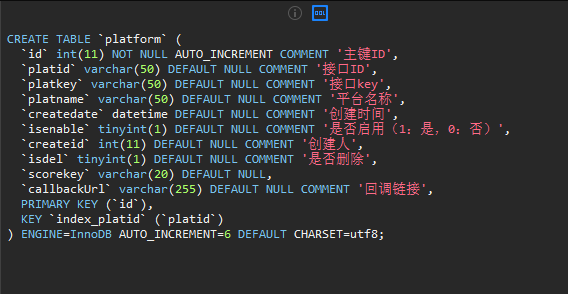 DDL
CREATE TABLE `platform` (
`id` int(11) NOT NULL AUTO_INCREMENT COMMENT '主键ID',
`platid` varchar(50) DEFAULT NULL COMMENT '接口ID',
`platkey` varchar(50) DEFAULT NULL COMMENT '接口key',
`platname` varchar(50) DEFAULT NULL COMMENT '平台名称',
`createdate` datetime DEFAULT NULL COMMENT '创建时间',
`isenable` tinyint(1) DEFAULT NULL COMMENT '是否启用（1：是，0：否）',
`createid` int(11) DEFAULT NULL COMMENT '创建人',
`isdel` tinyint(1) DEFAULT NULL COMMENT '是否删除',
`scorekey` varchar(20) DEFAULT NULL,
`callbackUrl` varchar(255) DEFAULT NULL COMMENT '回调链接',
PRIMARY KEY (`id`),
KEY `index_platid` (`platid`)
) ENGINE=InnoDB AUTO_INCREMENT=6 DEFAULT CHARSET=utf8;